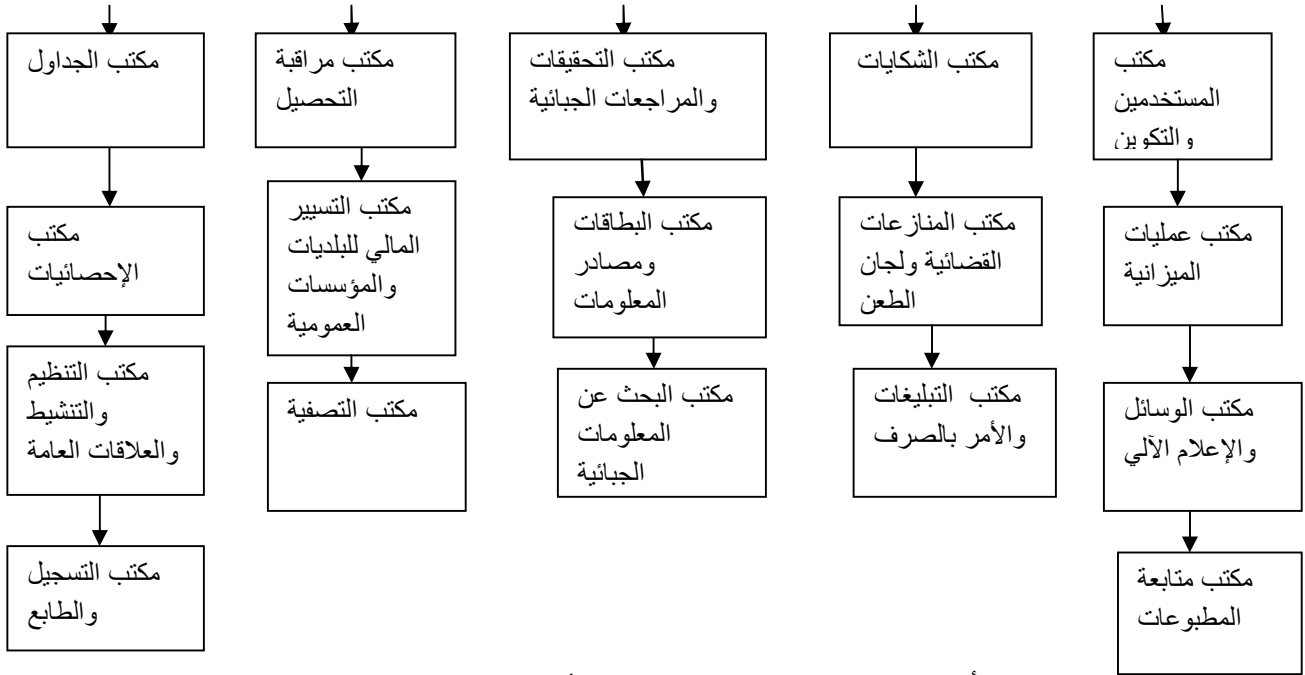 مكتب
المستخدمين
والتكوين
مكتب عمليات
الميزانية
مكتب الوسائل
والإعلام الآلي
مكتب متابعة
المطبوعات
مكتب الشكايات
مكتب المنازعات
القضائية ولجان
الطعن
مكتب التبليغات
والأمر بالصرف
مكتب التحقيقات
والمراجعات الجبائية
مكتب البطاقات
ومصادر
المعلومات
مكتب البحث عن
المعلومات
الجبائية
مكتب مراقبة
التحصيل
مكتب التسيير
المالي للبلديات
والمؤسسات
العمومية
مكتب التصفية
مكتب الجداول
مكتب
الإحصائيات
مكتب التنظيم
والتنشيط
والعلاقات العامة
مكتب التسجيل
والطابع